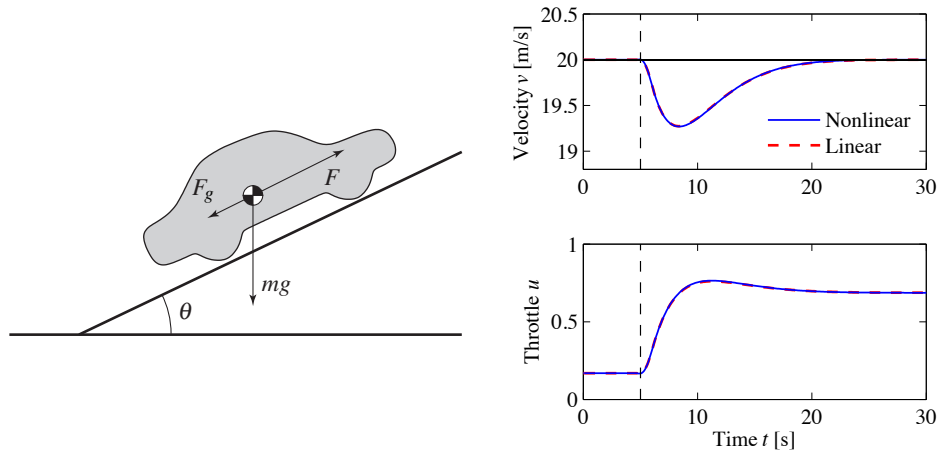 F_g
F
mg
θ
20.5
20
19.5
19
Velocity v [m/s]
Nonlinear
Linear
0 10 20 30
1
0.5
0
Throttle u
0 10 20 30
Time t [s]